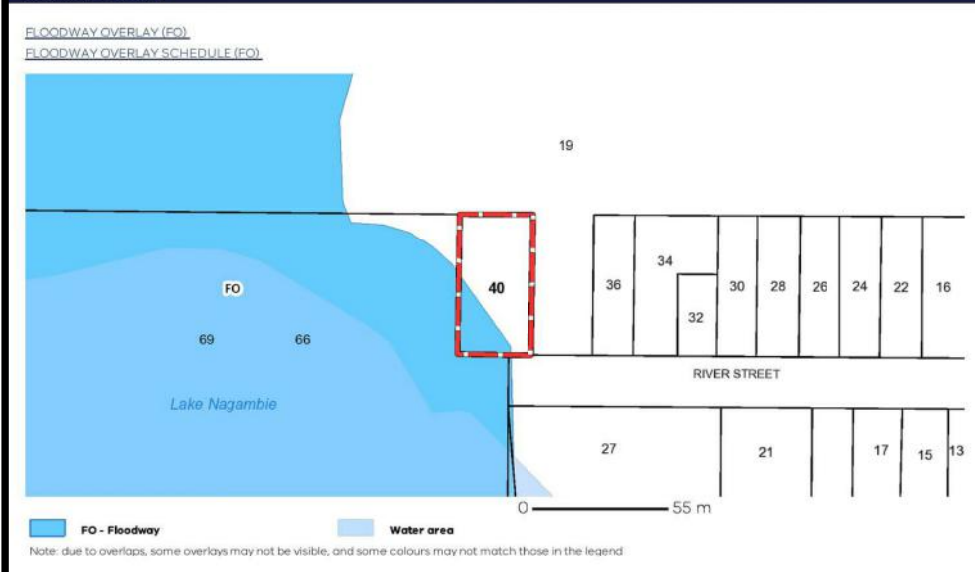 FLOODWAY OVERLAY (FO)
FLOODWAY OVERLAY SCHEDULE (FO)
19
40
36
34
32
30
28
26
24
22
16
FO
69
66
RIVER STREET
Lake Nagambie
27
21
17
15
13
0
55 m
FO - Floodway
Water area
Note: due to overlaps, some overlays may not be visible, and some colours may not match those in the legend